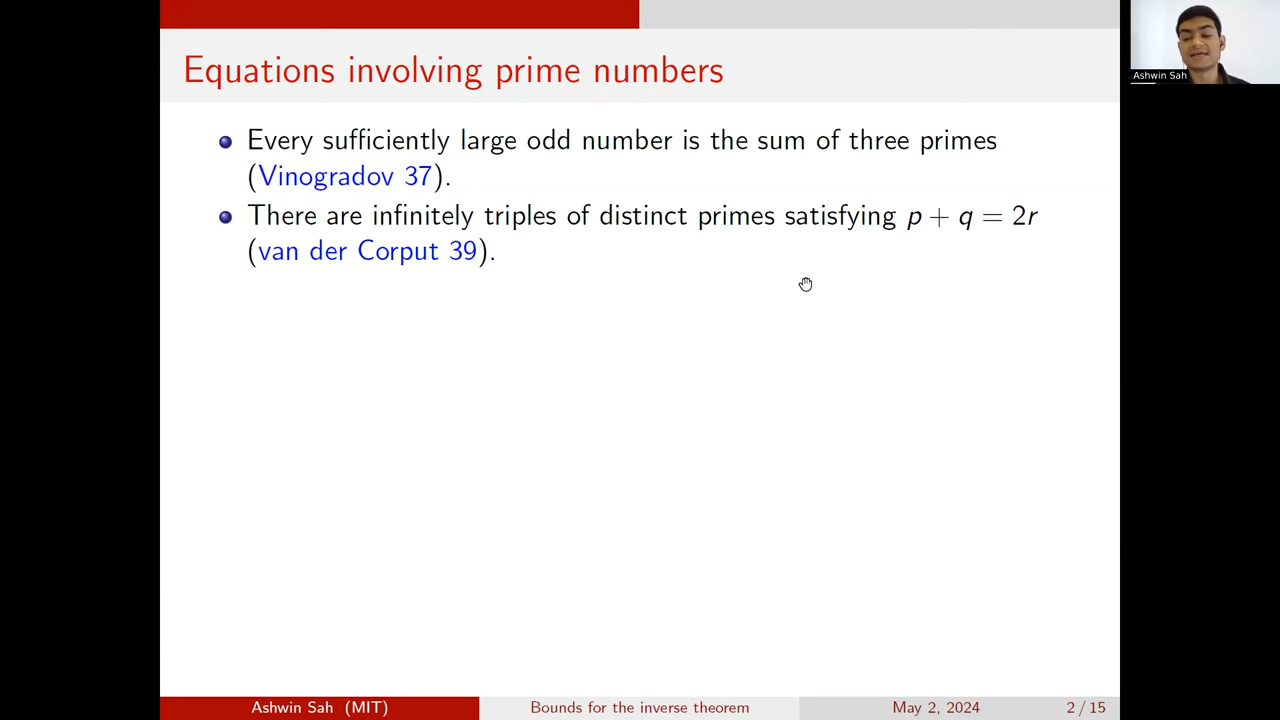 Equations involving prime numbers
Every sufficiently large odd number is the sum of three primes
(Vinogradov 37).
There are infinitely triples of distinct primes satisfying p + q = 2r
(van der Corput 39).
Ashwin Sah
Ashwin Sah (MIT)
Bounds for the inverse theorem
May 2, 2024
2 / 15